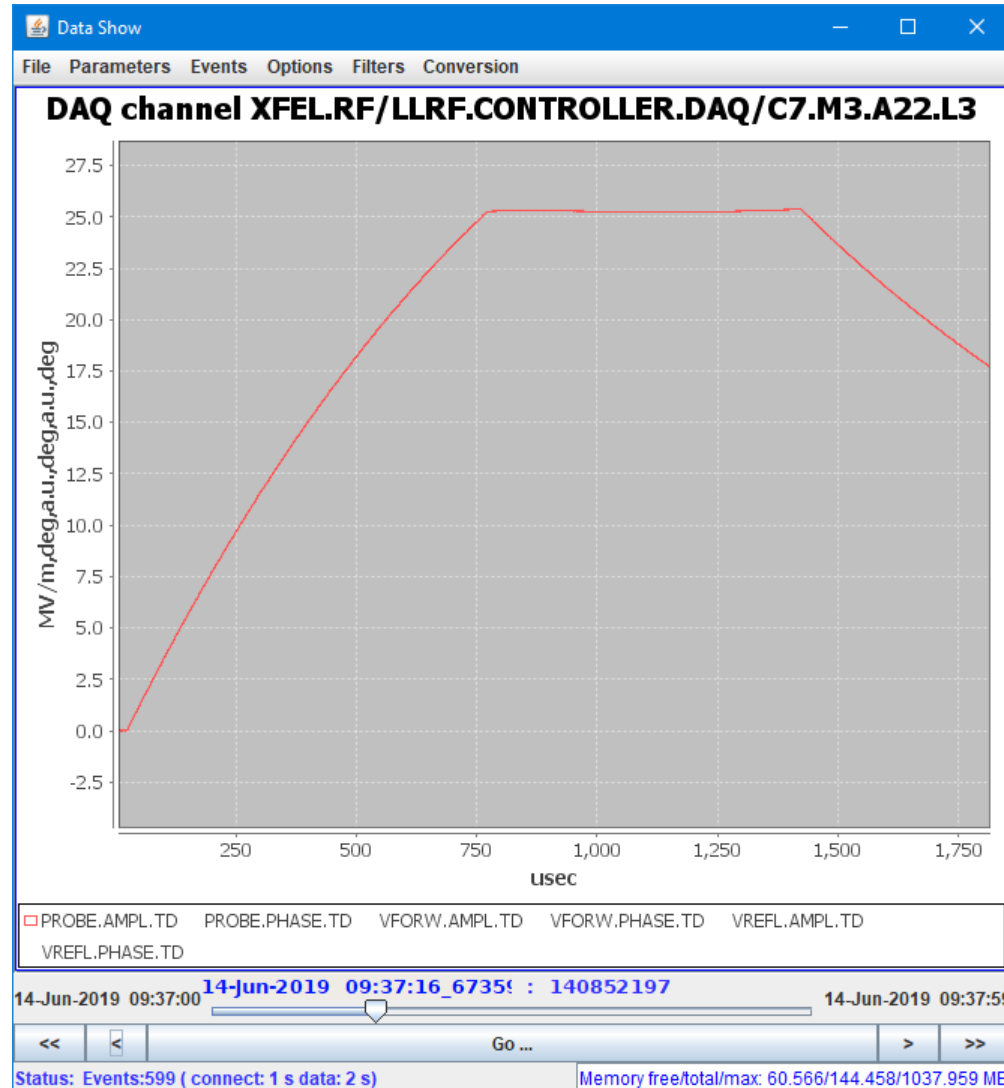 Data Show
File Parameters Events Options Filters Conversion
DAQ channel XFEL.RF/LLRF.CONTROLLER.DAQ/C7.M3.A22.L3
27.5
25.0
22.5
20.0
17.5
15.0
12.5
10.0
7.5
5.0
2.5
0.0
-2.5
MV/m,deg,a.u.,deg,a.u.,deg
250 500 750 1,000 1,250 1,500 1,750
usec
PROBE.AMPL.TD PROBE.PHASE.TD VFORW.AMPL.TD VFORW.PHASE.TD VREFL.AMPL.TD
VREFL.PHASE.TD
14-Jun-2019 09:37:00 14-Jun-2019 09:37:16_6735 : 140852197 14-Jun-2019 09:37:59
<< < Go ... > >>
Status: Events:599 ( connect: 1 s data: 2 s) Memory free/total/max: 60.566/144.458/1037.959 MB